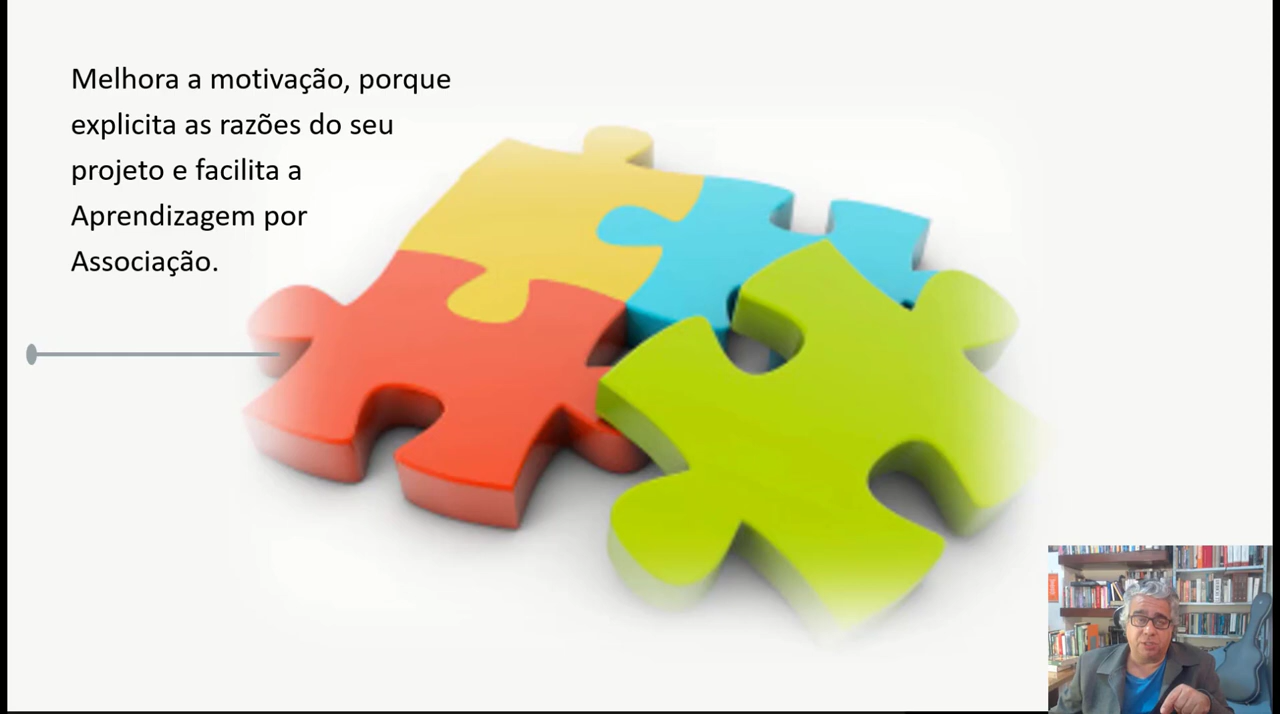 Melhora a motivação, porque
explicita as razões do seu
projeto e facilita a
Aprendizagem por
Associação.